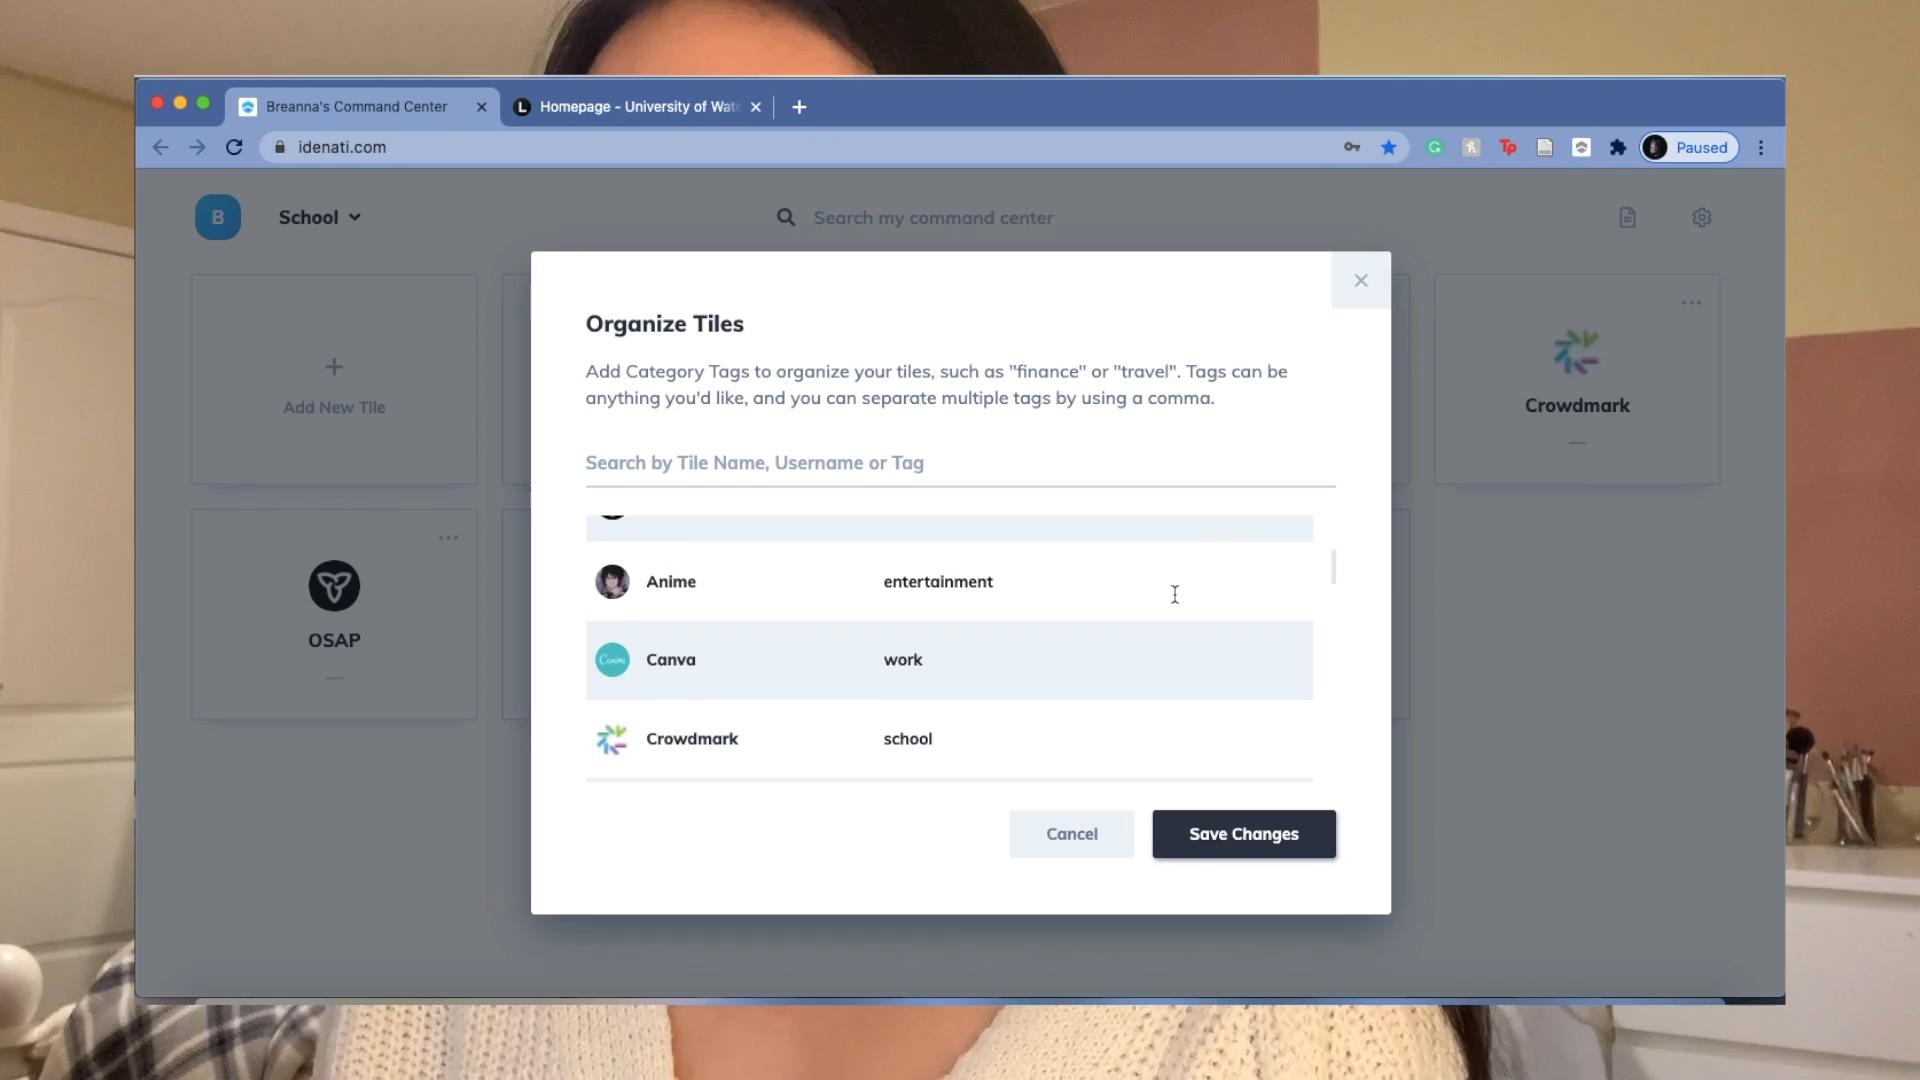 Breanna's Command Center
Homepage - University of Wat
idenati.com
Tp
Paused
B
School
Search my command center
Organize Tiles
Add Category Tags to organize your tiles, such as "finance" or "travel". Tags can be
anything you'd like, and you can separate multiple tags by using a comma.
Search by Tile Name, Username or Tag
Add New Tile
Crowdmark
Anime entertainment
Canva work
Crowdmark school
OSAP
Cancel
Save Changes